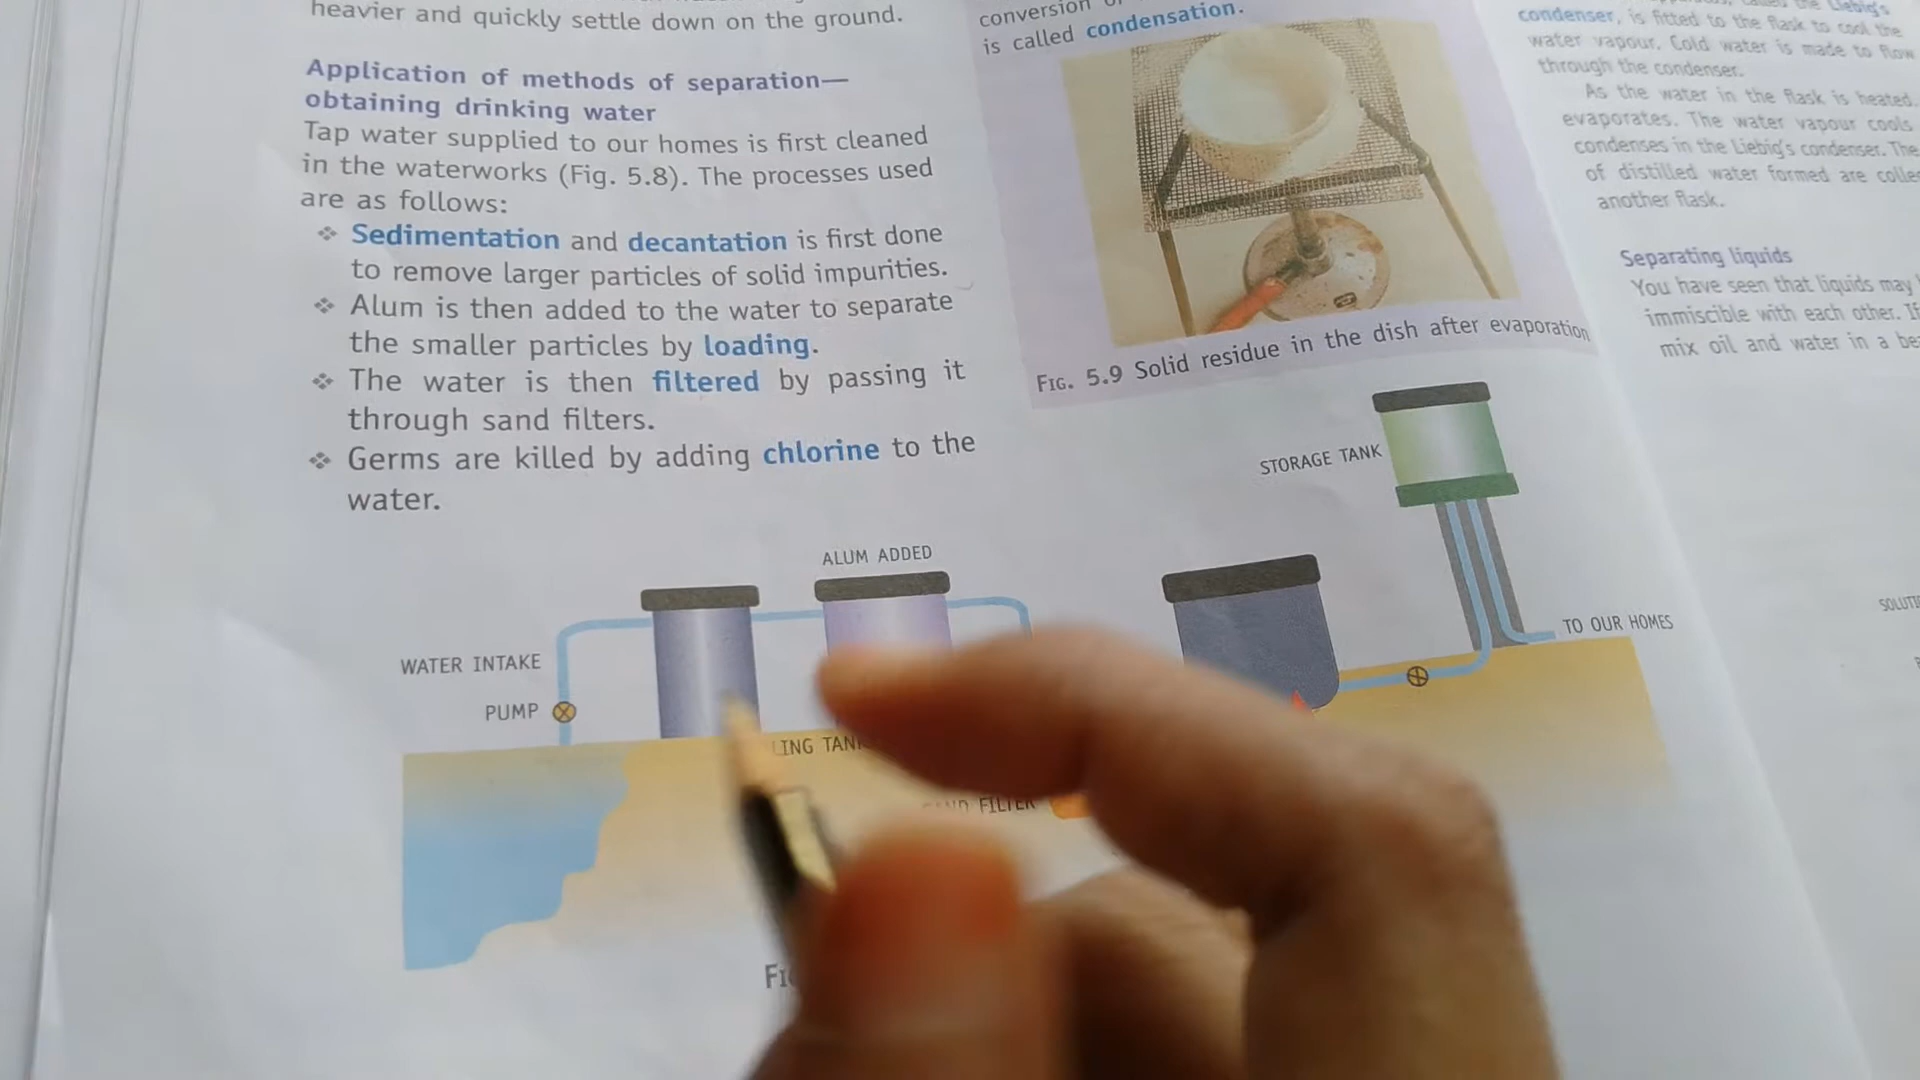 heavier and quickly settle down on the ground.
Application of methods of separation—
obtaining drinking water
Tap water supplied to our homes is first cleaned
in the waterworks (Fig. 5.8). The processes used
are as follows:
❖ Sedimentation and decantation is first done
to remove larger particles of solid impurities.
❖ Alum is then added to the water to separate
the smaller particles by loading.
❖ The water is then filtered by passing it
through sand filters.
❖ Germs are killed by adding chlorine to the
water.
conversion
is called condensation.
FIG. 5.9 Solid residue in the dish after evaporation
STORAGE TANK
ALUM ADDED
WATER INTAKE
PUMP
TO OUR HOMES
LING TAN
FILTER
condenser, is fitted to the flask to cool the
water vapour. Cold water is made to flow
through the condenser.
As the water in the flask is heated,
evaporates. The water vapour cools
condenses in the Liebig's condenser. The
of distilled water formed are colle
another flask.
Separating liquids
You have seen that liquids may
immiscible with each other. If
mix oil and water in a be